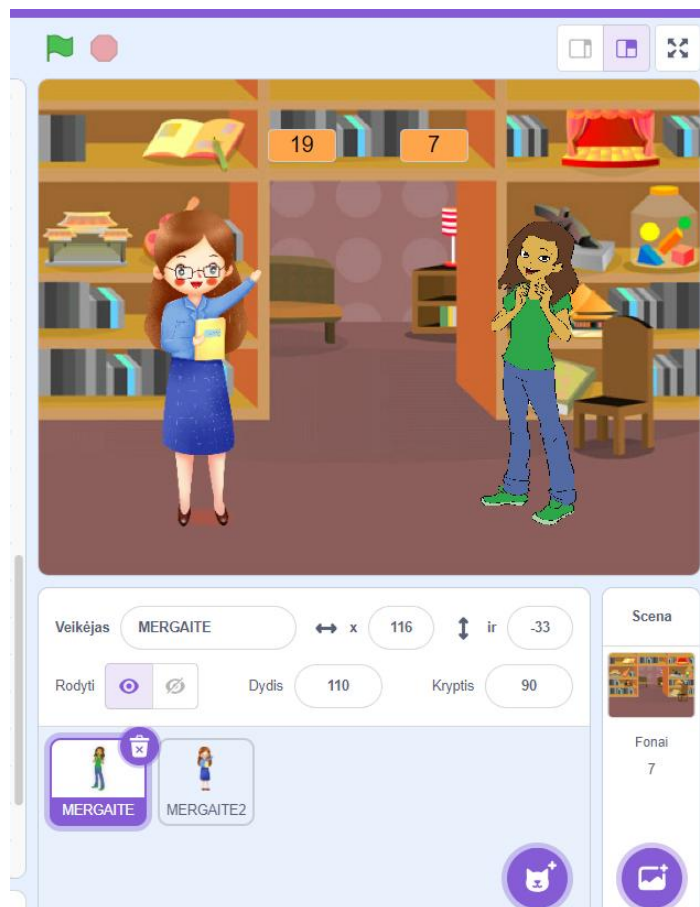 19 7
Veikėjas MERGAITE x 116 ir -33
Rodyti Dydis 110 Kryptis 90
MERGAITE MERGAITE2
Scena
Fonai
7